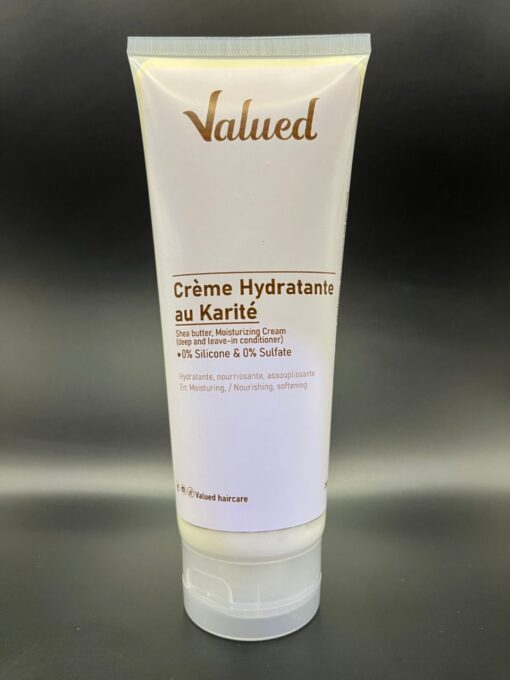 Valued
Crème Hydratante
au Karité
Shea butter, Moisturizing Cream
(deep and leave-in conditioner)
★0% Silicone & 0% Sulfate
Hydratante, nourrissante, assouplissante
En: Moisturing, / Nourishing, softening
Valued haircare